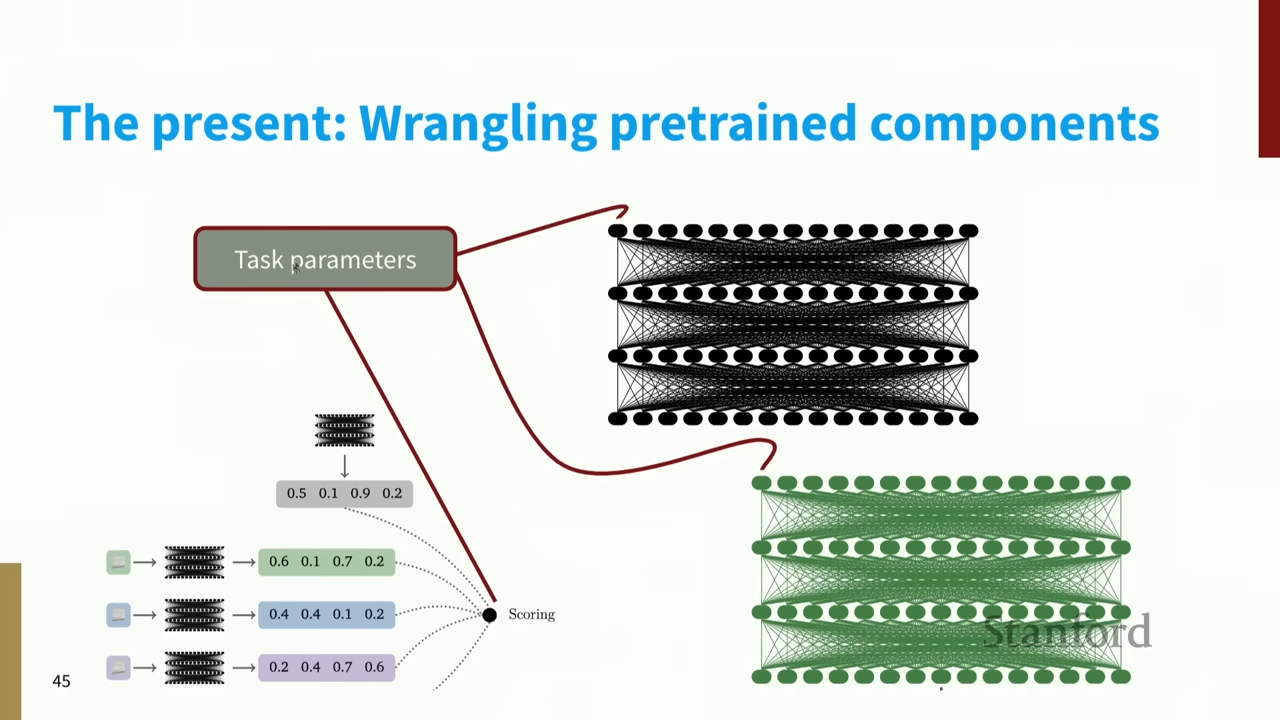 The present: Wrangling pretrained components
Task parameters
0.5 0.1 0.9 0.2
0.6 0.1 0.7 0.2
0.4 0.4 0.1 0.2
Scoring
0.2 0.4 0.7 0.6
Stanford
45